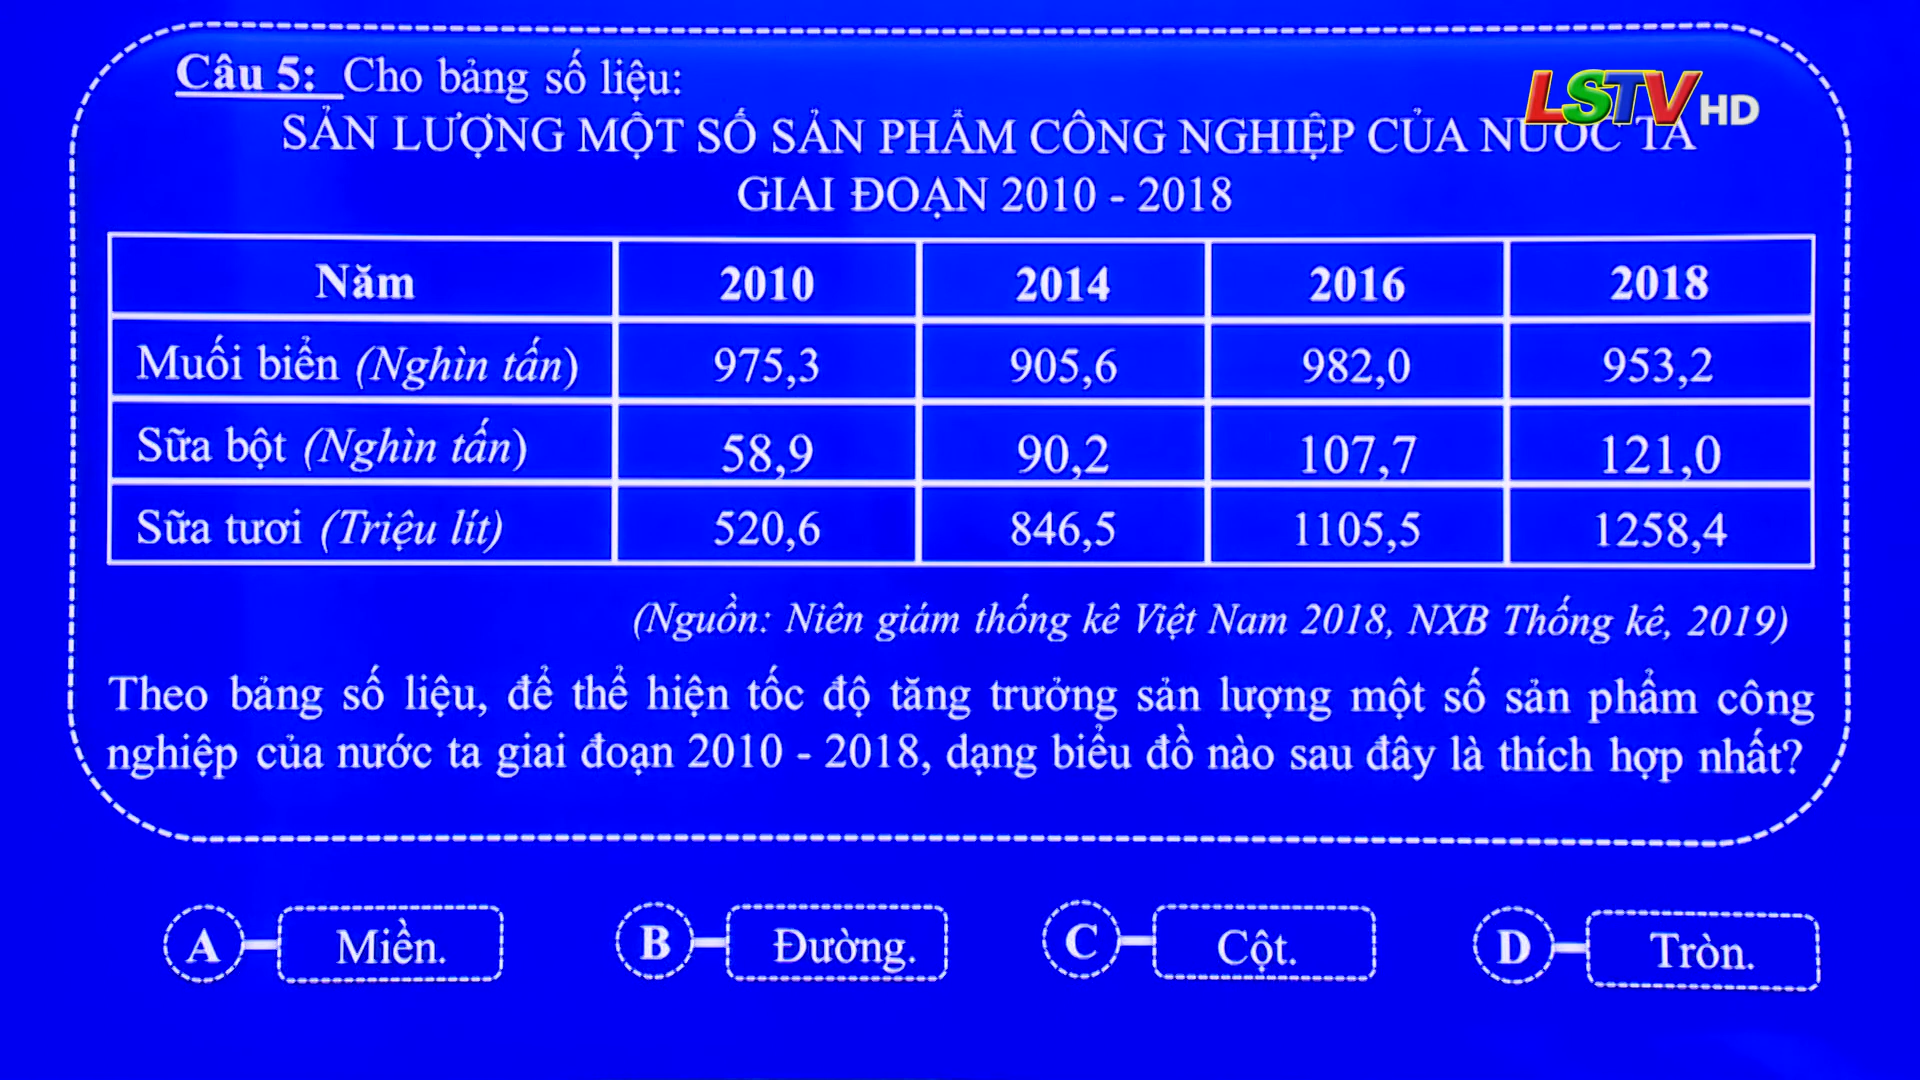 Câu 5: Cho bảng số liệu:
LSTV HD
SẢN LƯỢNG MỘT SỐ SẢN PHẨM CÔNG NGHIỆP CỦA NƯỚC TA
GIAI ĐOẠN 2010 - 2018
Năm 2010 2014 2016 2018
Muối biển (Nghìn tấn) 975,3 905,6 982,0 953,2
Sữa bột (Nghìn tấn) 58,9 90,2 107,7 121,0
Sữa tươi (Triệu lít) 520,6 846,5 1105,5 1258,4
(Nguồn: Niên giám thống kê Việt Nam 2018, NXB Thống kê, 2019)
Theo bảng số liệu, để thể hiện tốc độ tăng trưởng sản lượng một số sản phẩm công
nghiệp của nước ta giai đoạn 2010 - 2018, dạng biểu đồ nào sau đây là thích hợp nhất?
A Miền. B Đường. C Cột. D Tròn.